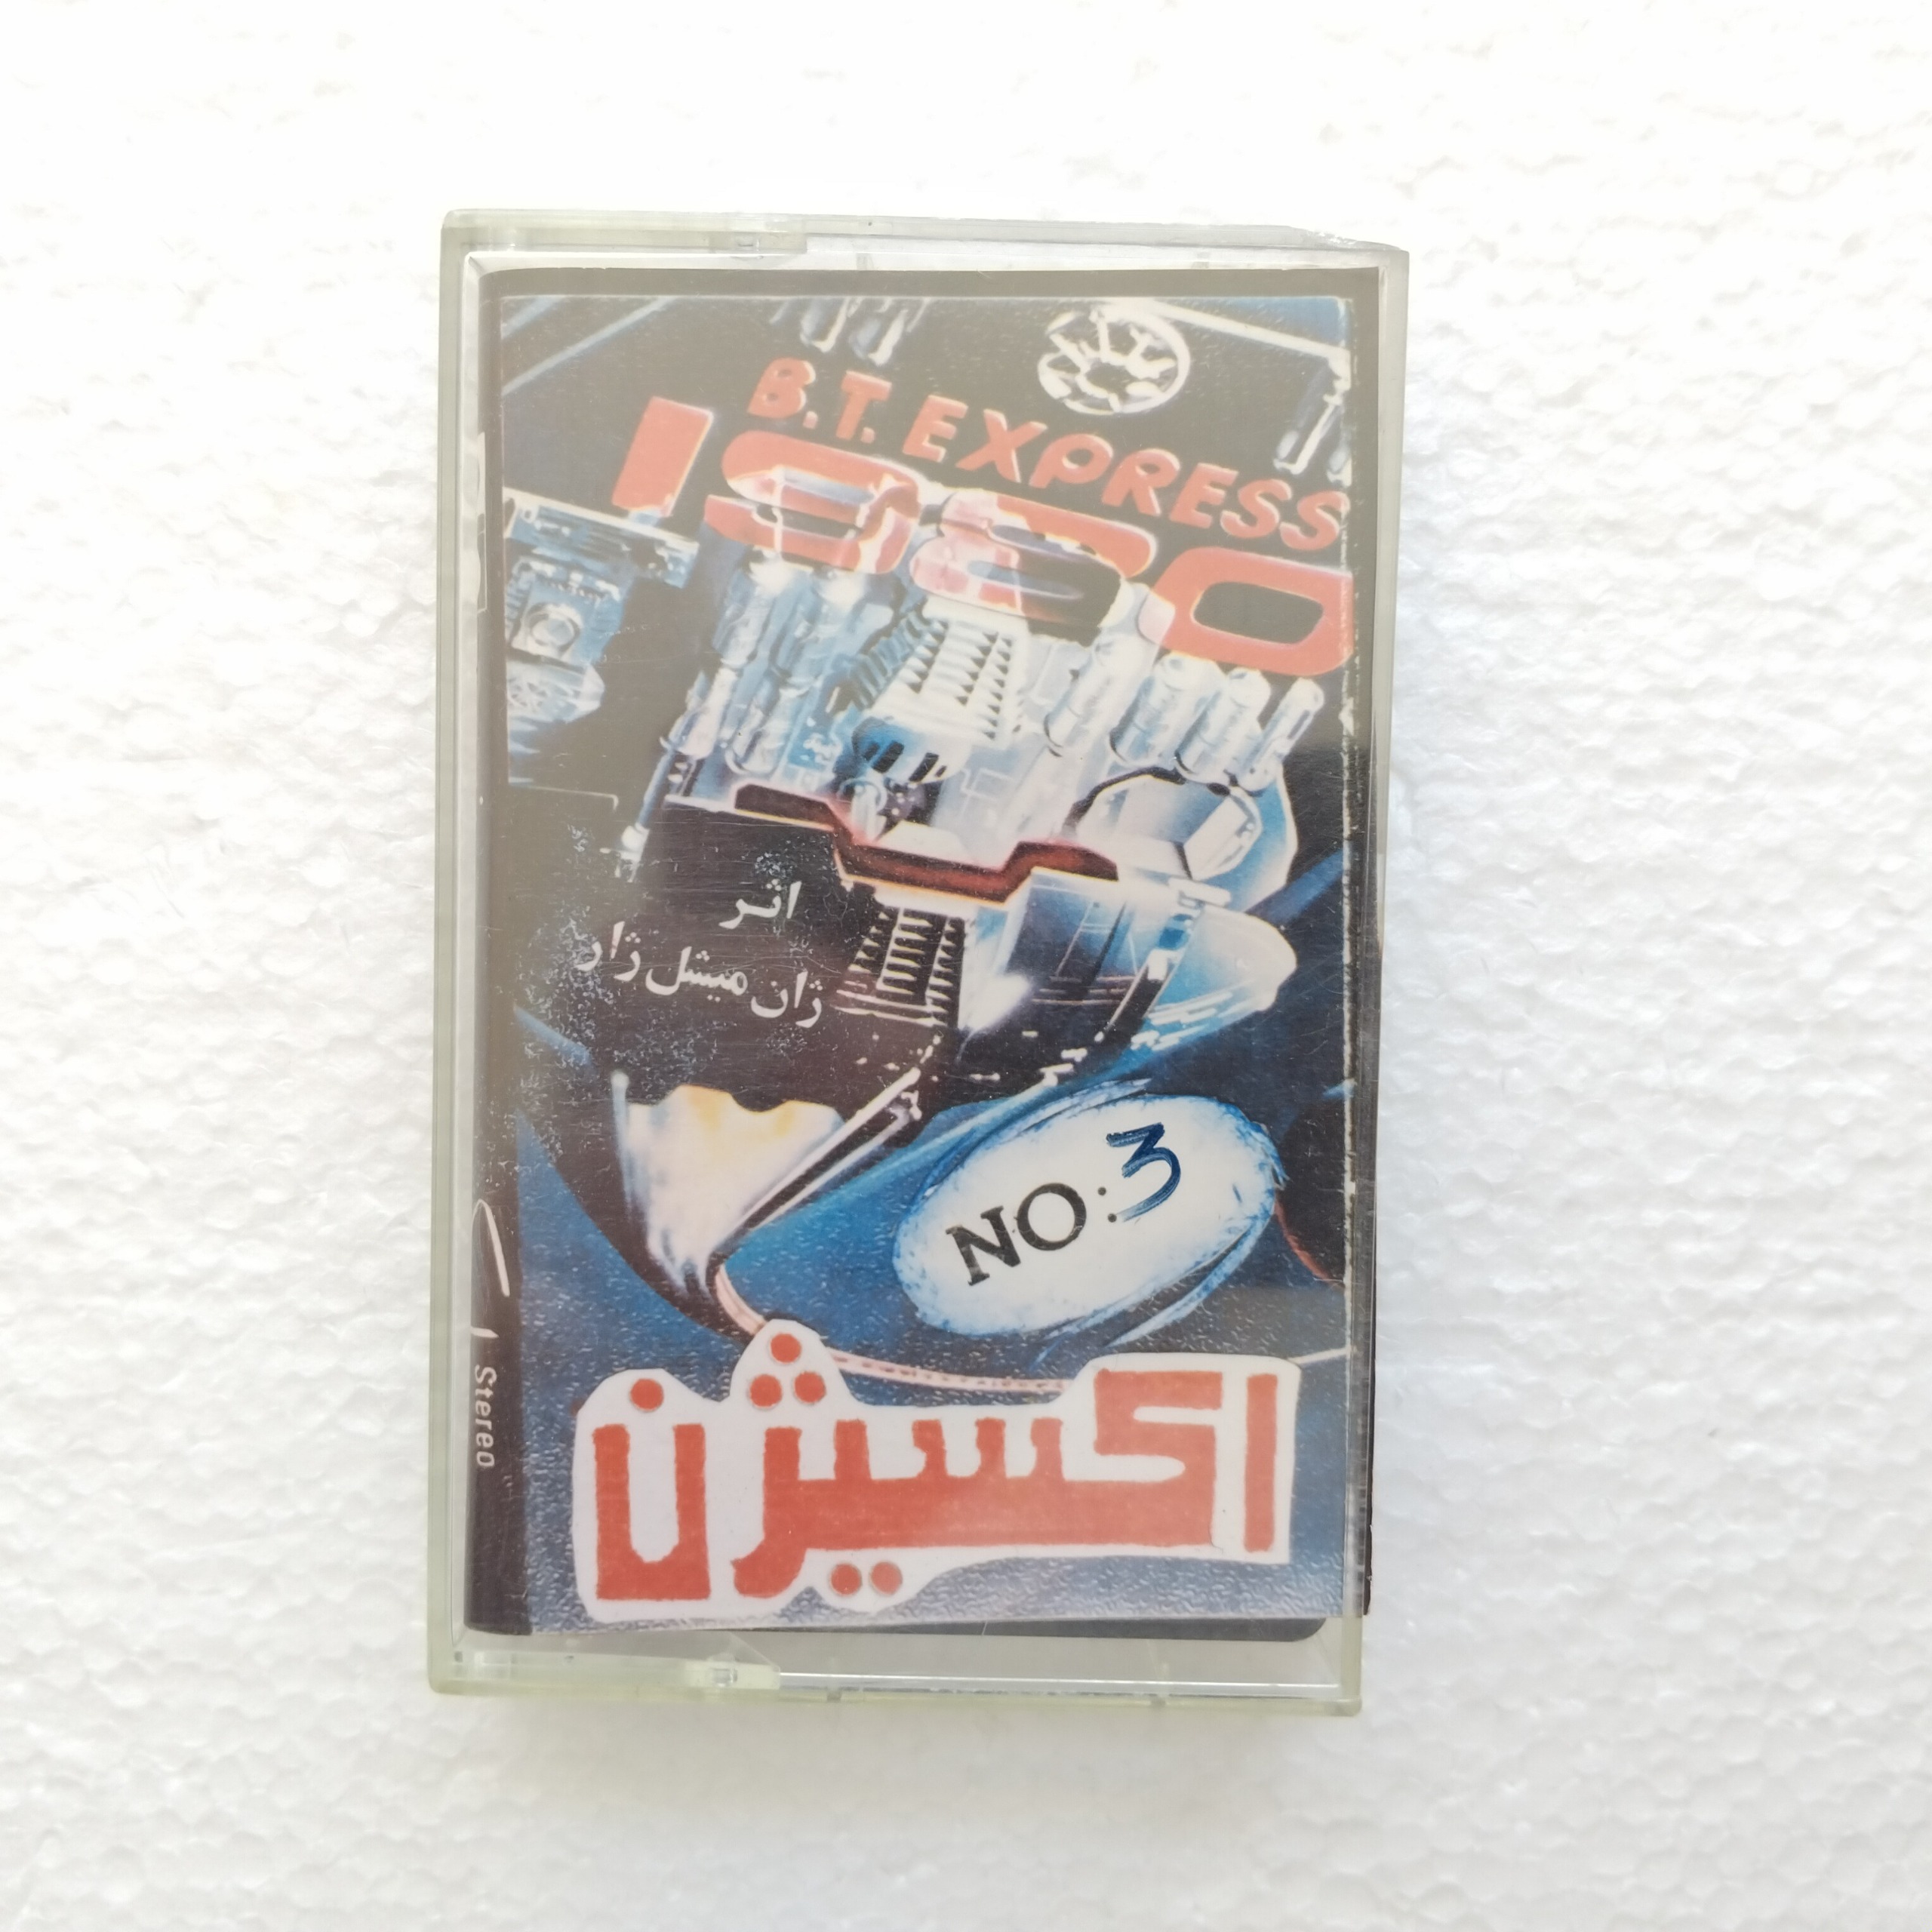 B.T. EXPRESS
1980
اثر
ژان میشل ژار
NO: 3
اکسیژن
Stereo